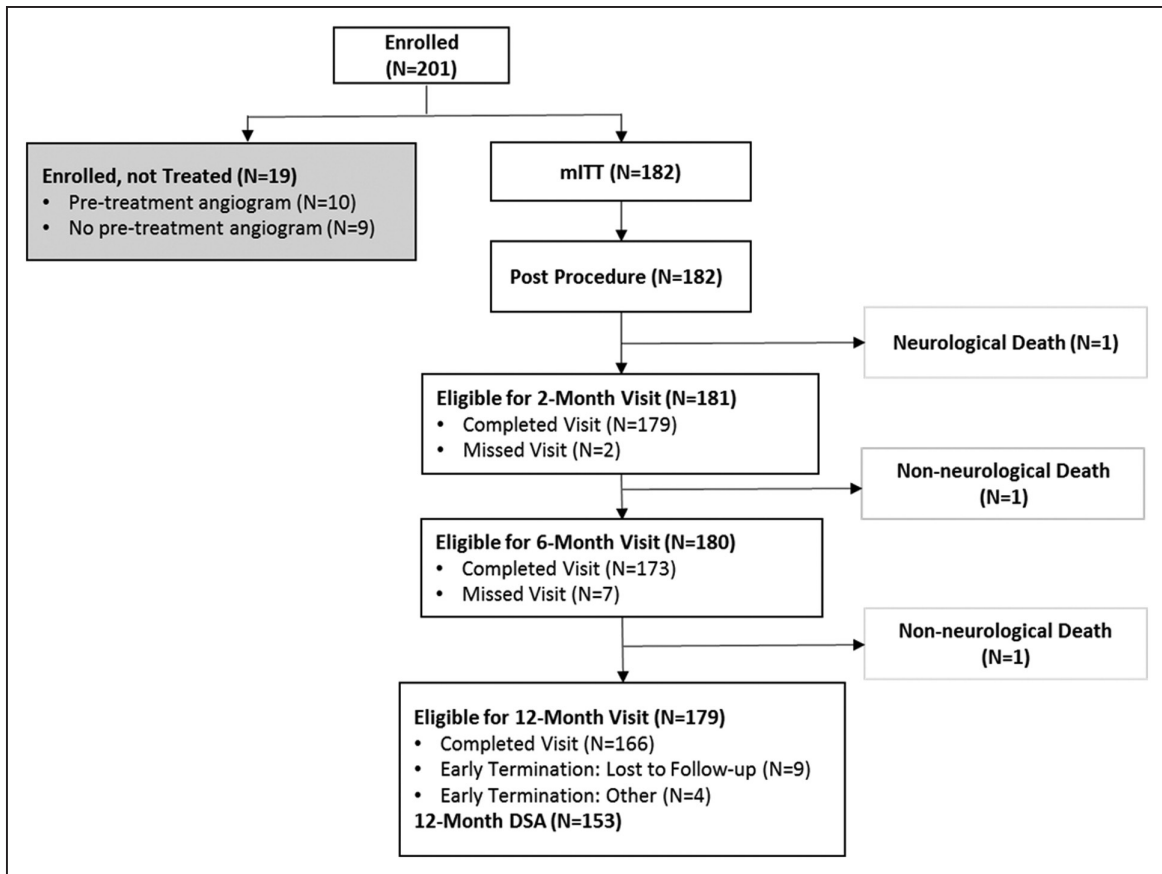 Enrolled
(N=201)
Enrolled, not Treated (N=19)
• Pre-treatment angiogram (N=10)
• No pre-treatment angiogram (N=9)
mITT (N=182)
Post Procedure (N=182)
Neurological Death (N=1)
Eligible for 2-Month Visit (N=181)
• Completed Visit (N=179)
• Missed Visit (N=2)
Non-neurological Death
(N=1)
Eligible for 6-Month Visit (N=180)
• Completed Visit (N=173)
• Missed Visit (N=7)
Non-neurological Death
(N=1)
Eligible for 12-Month Visit (N=179)
• Completed Visit (N=166)
• Early Termination: Lost to Follow-up (N=9)
• Early Termination: Other (N=4)
12-Month DSA (N=153)